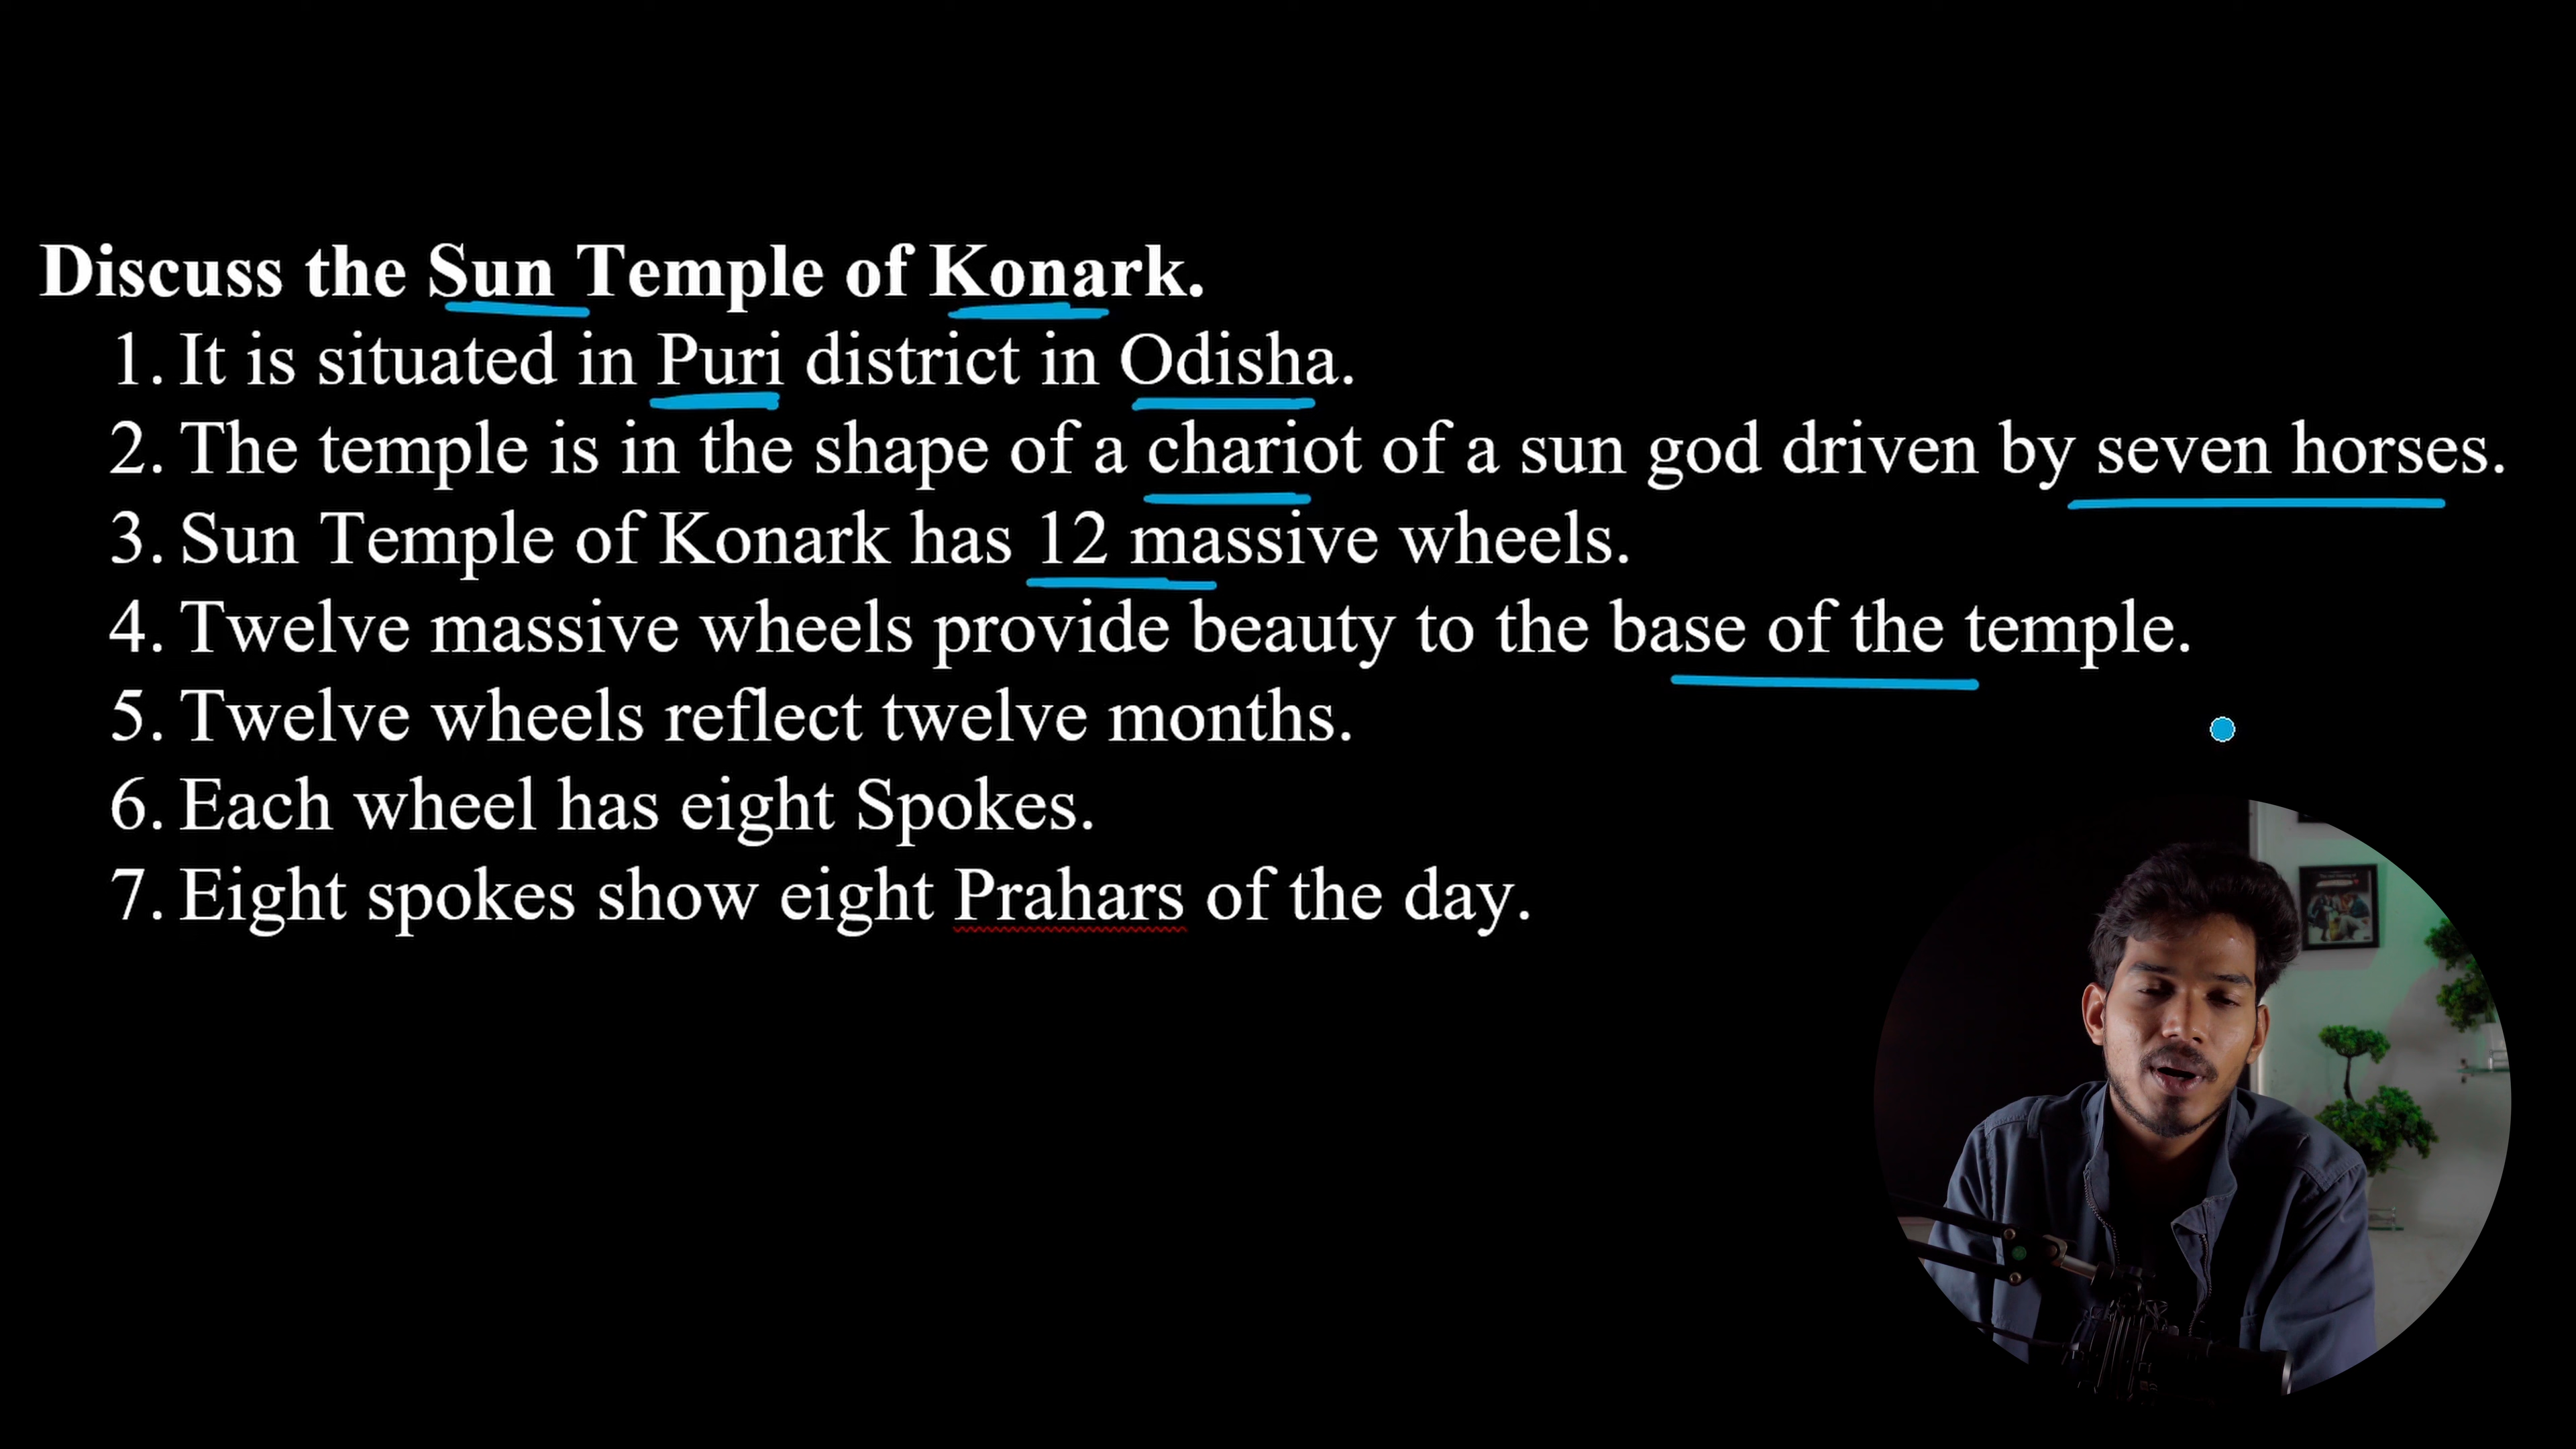 Discuss the Sun Temple of Konark.
1. It is situated in Puri district in Odisha.
2. The temple is in the shape of a chariot of a sun god driven by seven horses.
3. Sun Temple of Konark has 12 massive wheels.
4. Twelve massive wheels provide beauty to the base of the temple.
5. Twelve wheels reflect twelve months.
6. Each wheel has eight Spokes.
7. Eight spokes show eight Prahars of the day.